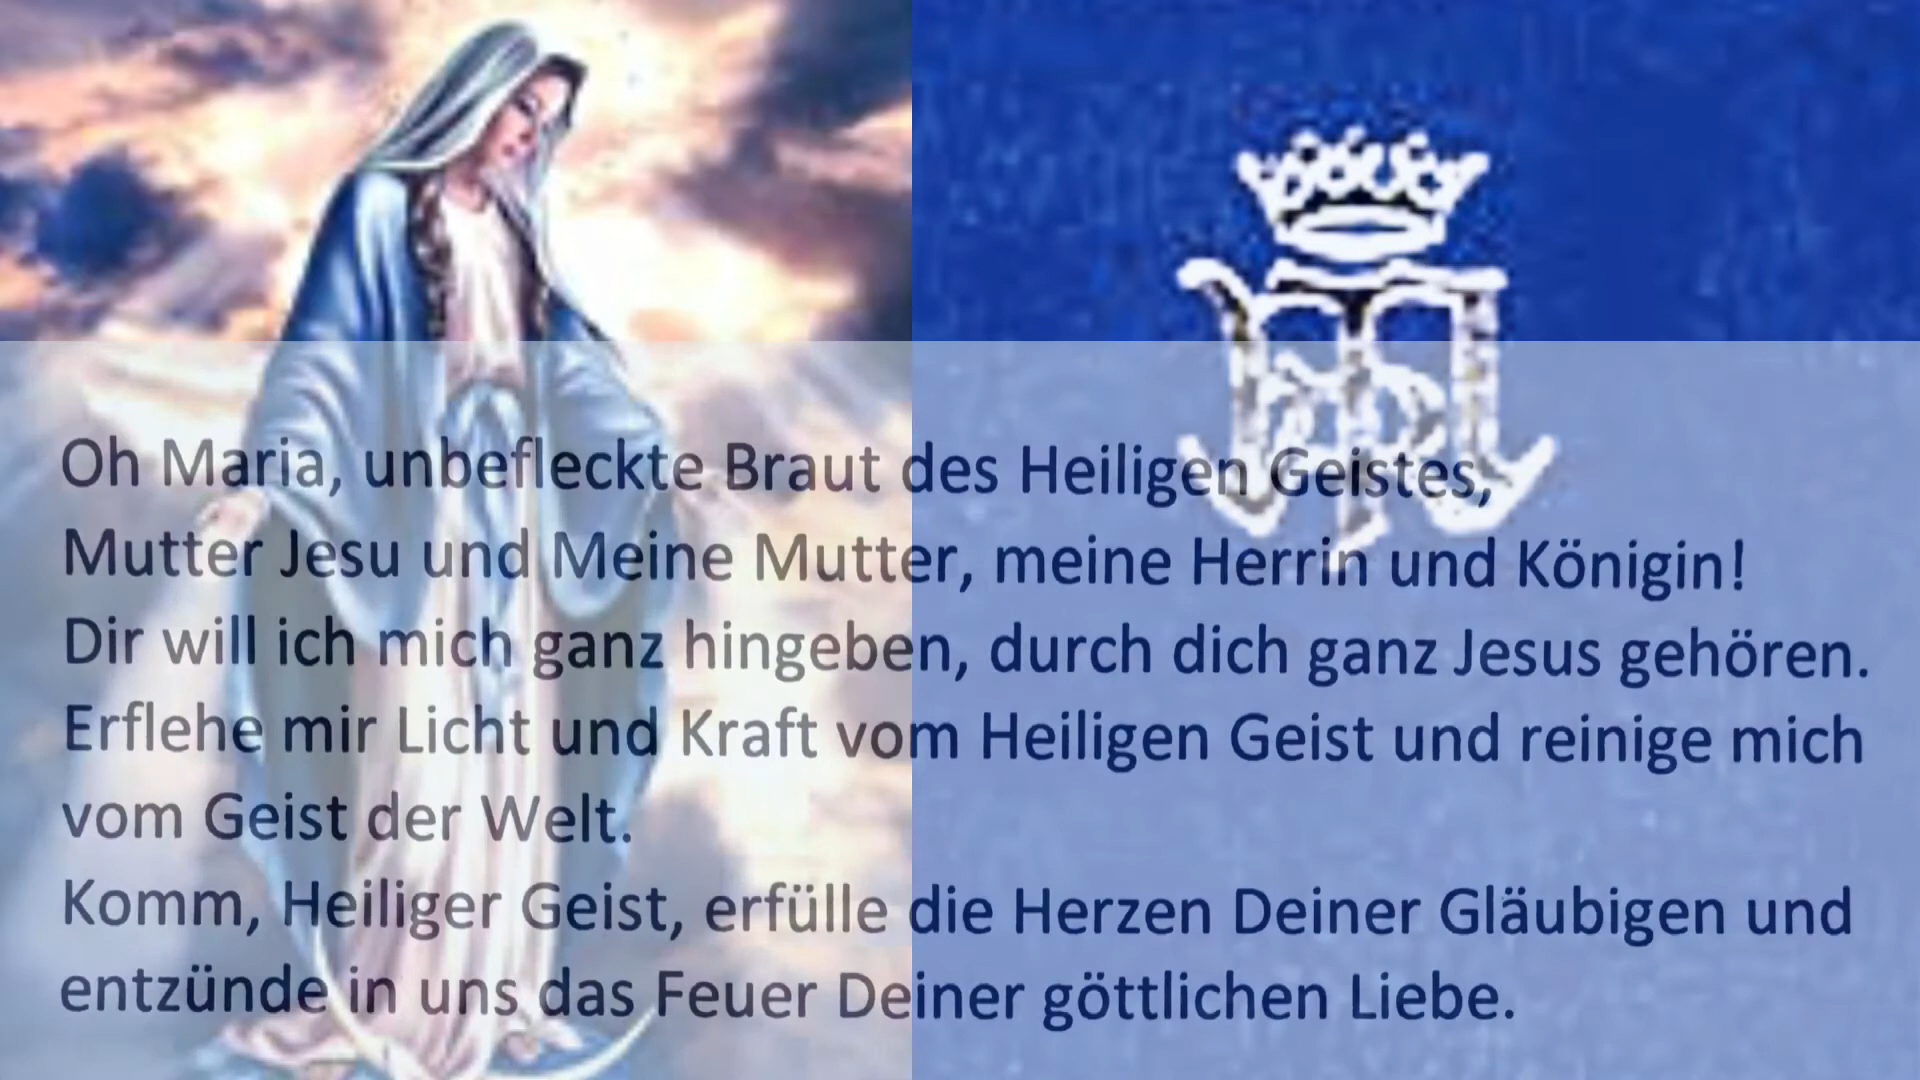 Oh Maria, unbefleckte Braut des Heiligen Geistes,
Mutter Jesu und Meine Mutter, meine Herrin und Königin!
Dir will ich mich ganz hingeben, durch dich ganz Jesus gehören.
Erflehe mir Licht und Kraft vom Heiligen Geist und reinige mich
vom Geist der Welt.
Komm, Heiliger Geist, erfülle die Herzen Deiner Gläubigen und
entzünde in uns das Feuer Deiner göttlichen Liebe.